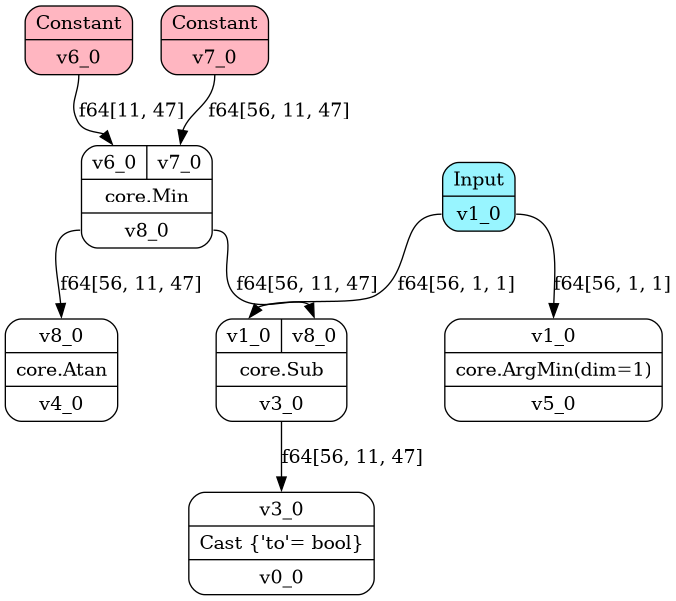 Constant
v6_0
Constant
v7_0
f64[11, 47]
f64[56, 11, 47]
v6_0
v7_0
core.Min
v8_0
Input
v1_0
f64[56, 11, 47]
f64[56, 11, 47]
f64[56, 1, 1]
f64[56, 1, 1]
v8_0
core.Atan
v4_0
v1_0
v8_0
core.Sub
v3_0
v1_0
core.ArgMin(dim=1)
v5_0
f64[56, 11, 47]
v3_0
Cast {'to'= bool}
v0_0